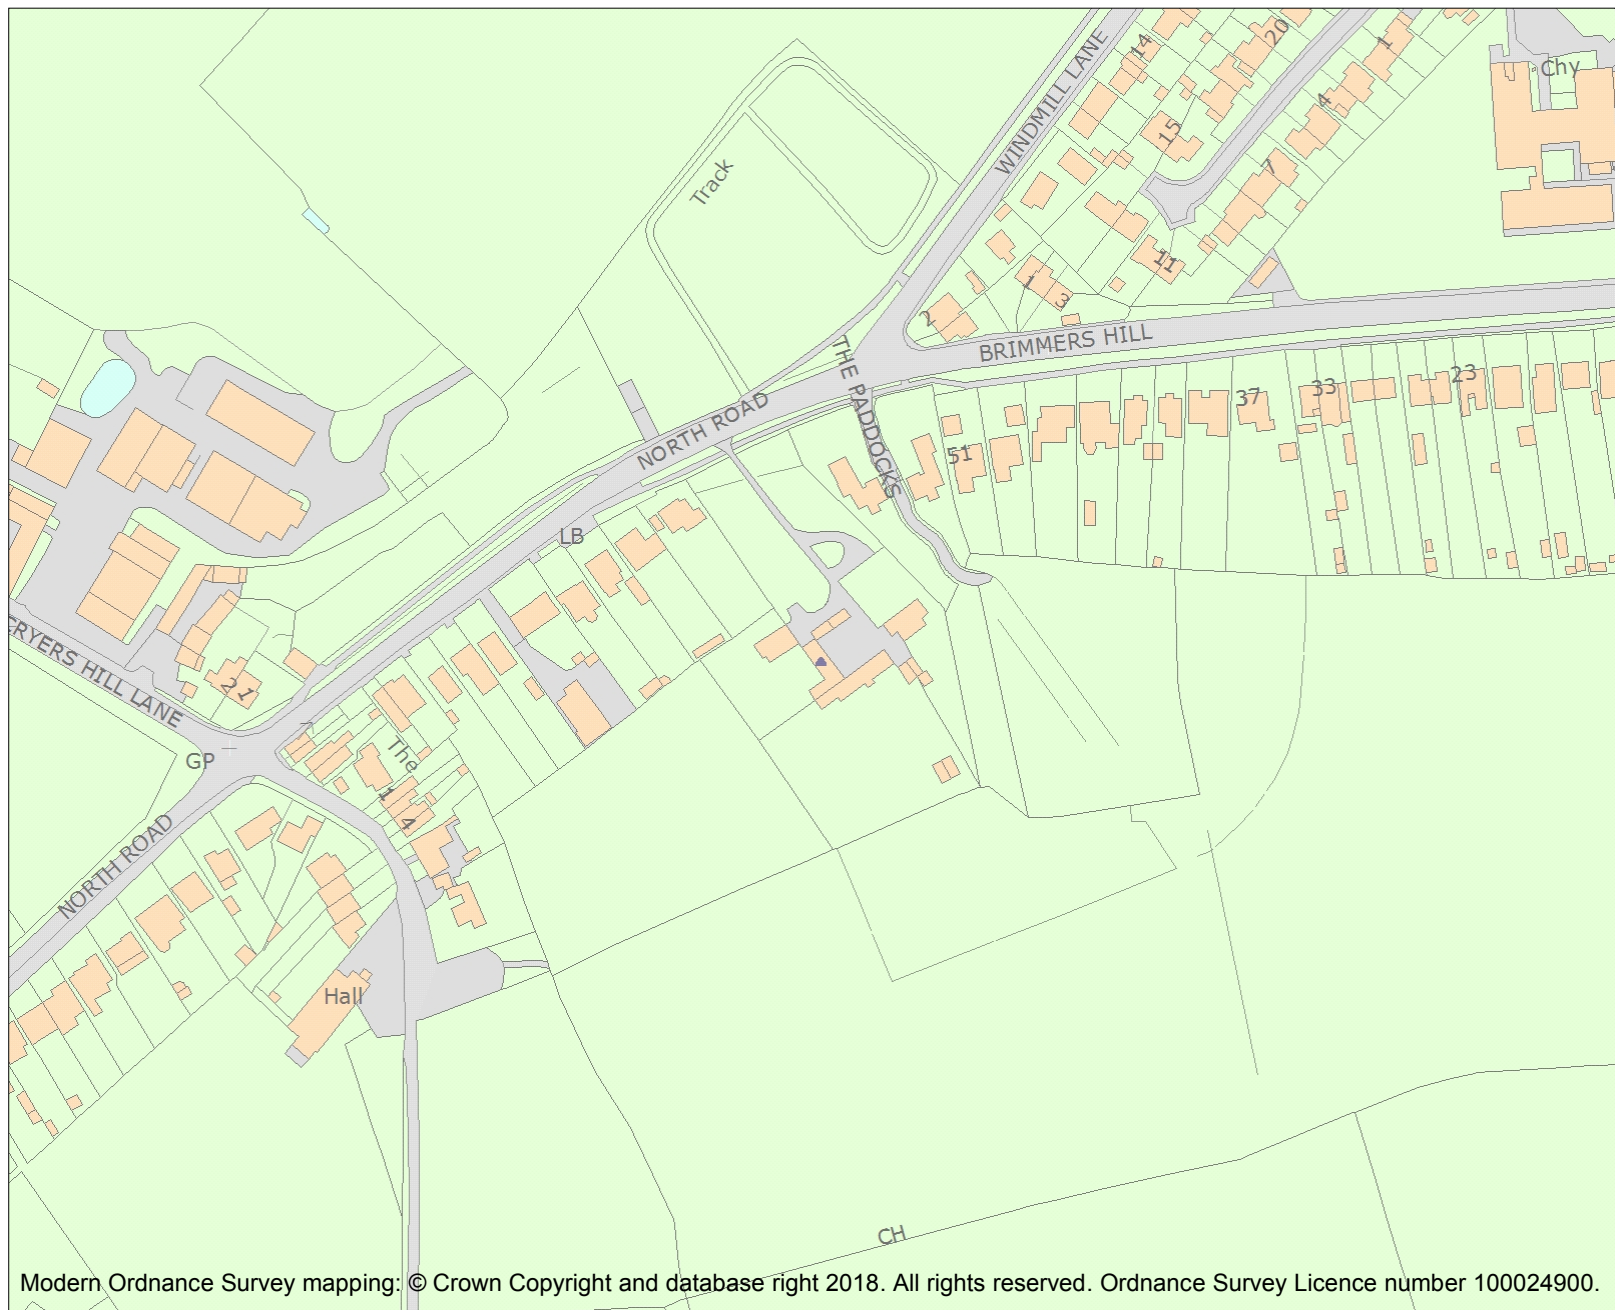 14
20
1
Chy
WINDMILL LANE
4
15
Track
7
11
1
3
2
BRIMMERS HILL
THE PADDOCKS
NORTH ROAD
23
33
37
51
LB
CRYERS HILL LANE
2
1
The
GP
1
4
NORTH ROAD
Hall
CH
Modern Ordnance Survey mapping: © Crown Copyright and database right 2018. All rights reserved. Ordnance Survey Licence number 100024900.